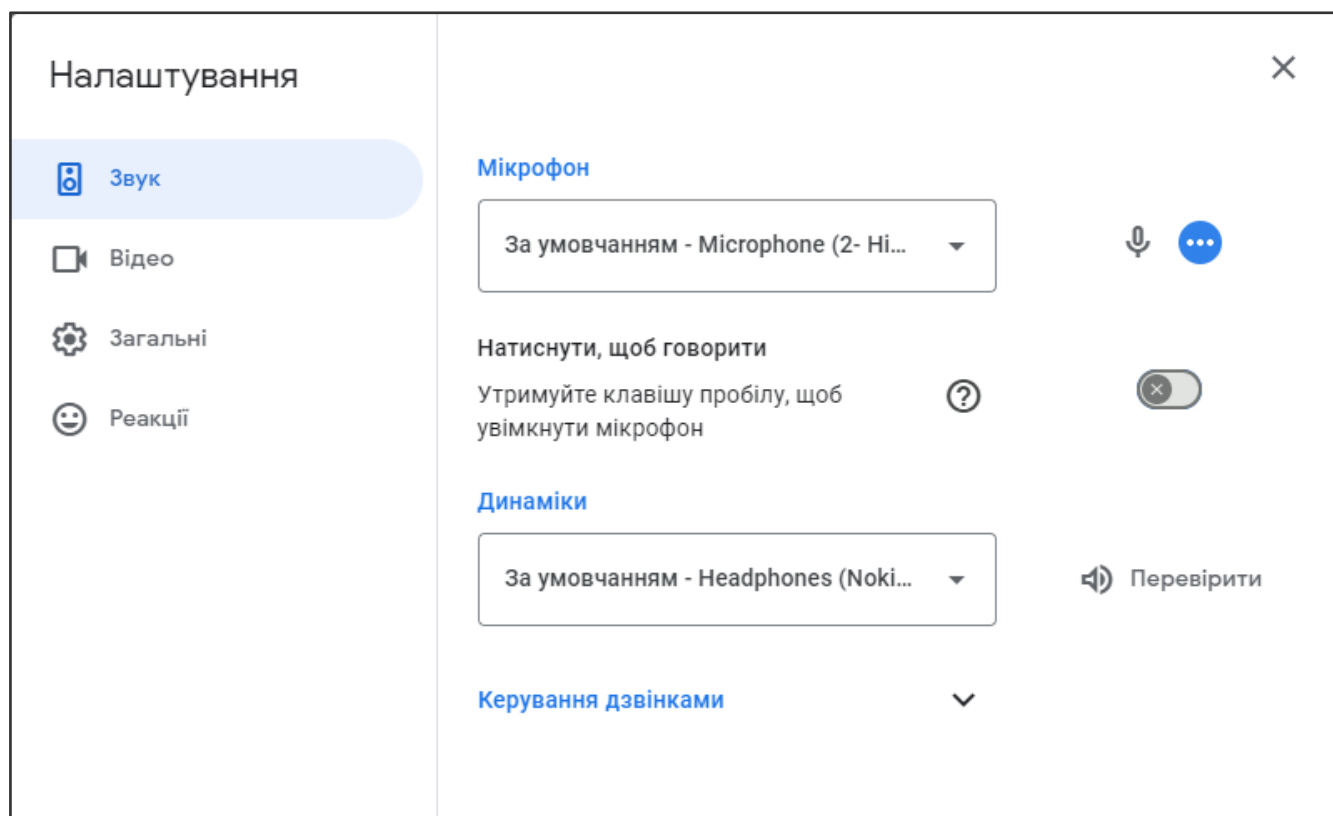 Налаштування
Звук
Відео
Загальні
Реакції
Мікрофон
За умовчанням - Microphone (2- Hi...
Натиснути, щоб говорити
Утримуйте клавішу пробілу, щоб
увімкнути мікрофон
Динаміки
За умовчанням - Headphones (Noki...
Перевірити
Керування дзвінками